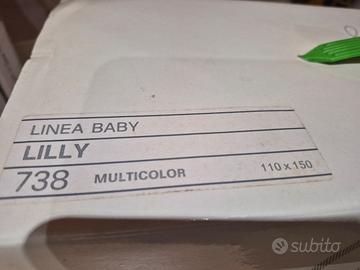 LINEA BABY
LILLY
738 MULTICOLOR 110 x 150
subito